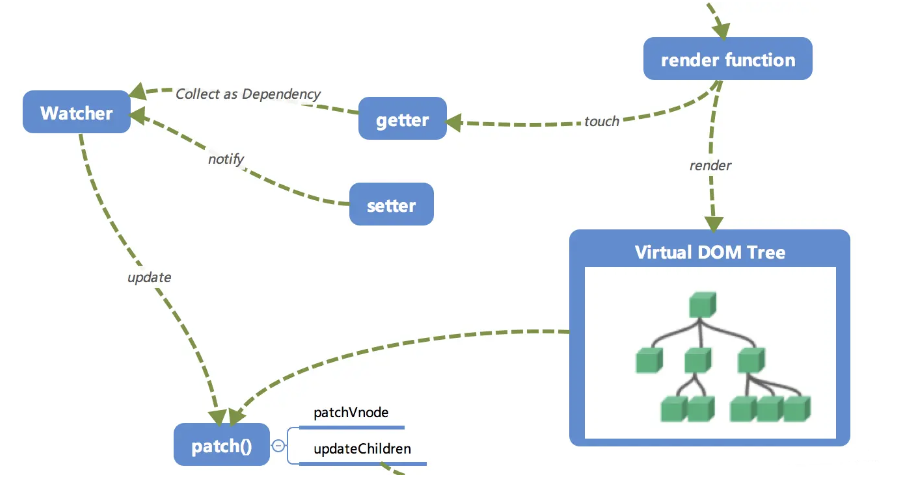 render function
Collect as Dependency
Watcher
getter
touch
notify
render
setter
Virtual DOM Tree
update
patchVnode
patch()
updateChildren